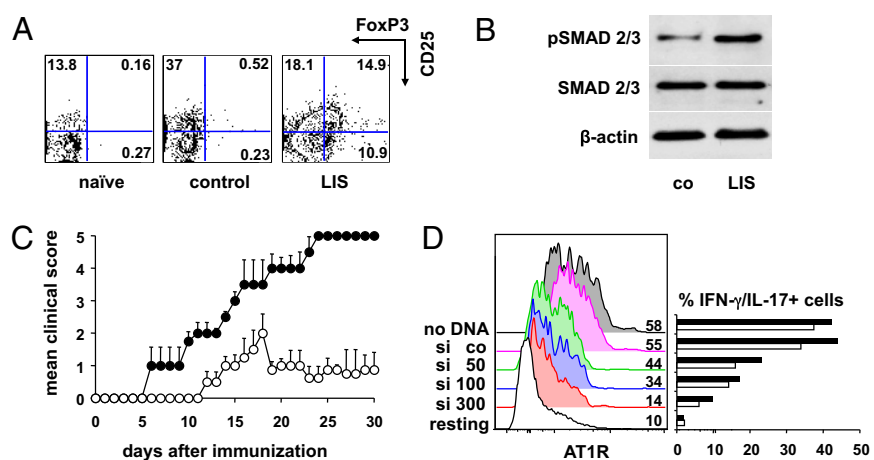 A
FoxP3
CD25
13.8 0.16
0.27
naïve
37 0.52
0.23
control
18.1 14.9
10.9
LIS
B
pSMAD 2/3
SMAD 2/3
β-actin
co LIS
C
mean clinical score
5
4
3
2
1
0
0 5 10 15 20 25 30
days after immunization
D
no DNA 58
si co 55
si 50 44
si 100 34
si 300 14
resting 10
AT1R
% IFN-γ/IL-17+ cells
0 10 20 30 40 50